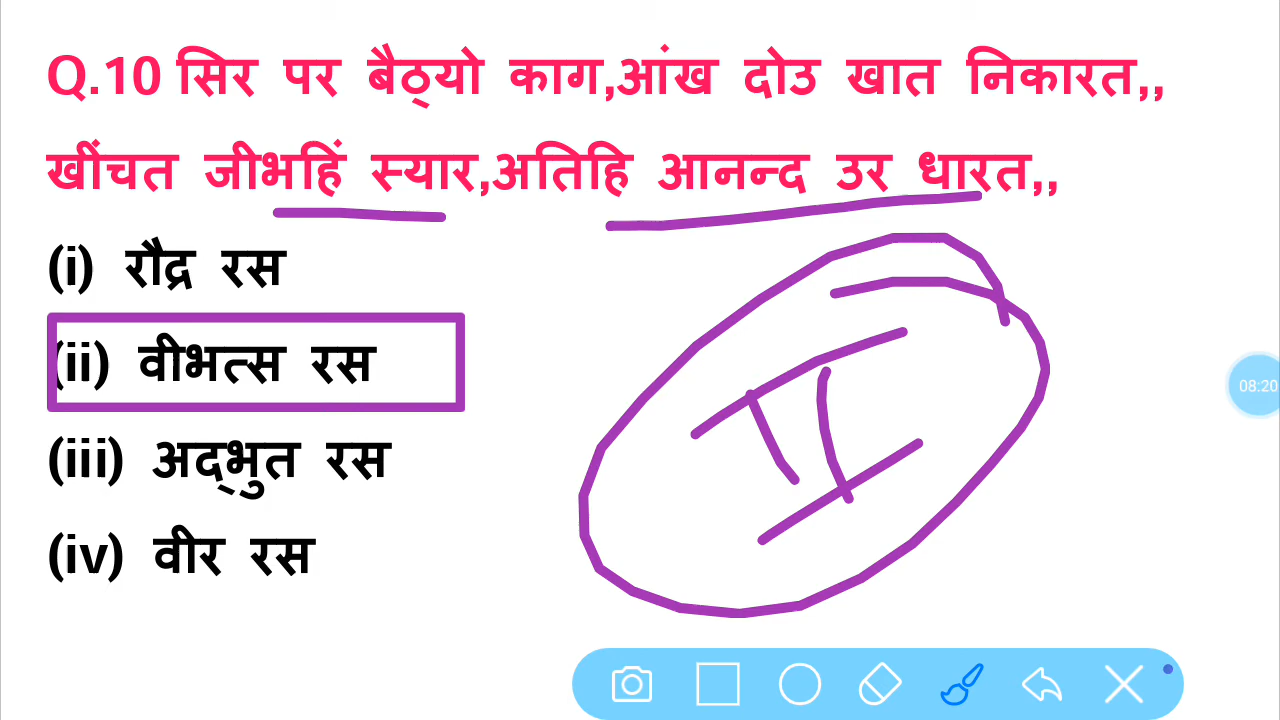 Q.10 सिर पर बैठ्यो काग,आंख दोउ खात निकारत,,
खींचत जीभहिं स्यार,अतिहि आनन्द उर धारत,,
(i) रौद्र रस
(ii) वीभत्स रस
(iii) अद्भुत रस
(iv) वीर रस
II
08:20